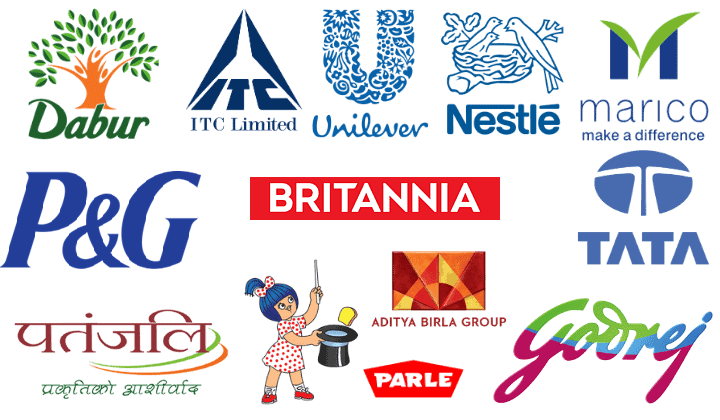 Dabur
ITC
ITC Limited
Unilever
Nestlé
marico
make a difference
P&G
BRITANNIA
TATA
पतंजलि
प्रकृतिको आशीर्वाद
ADITYA BIRLA GROUP
PARLE
Godrej